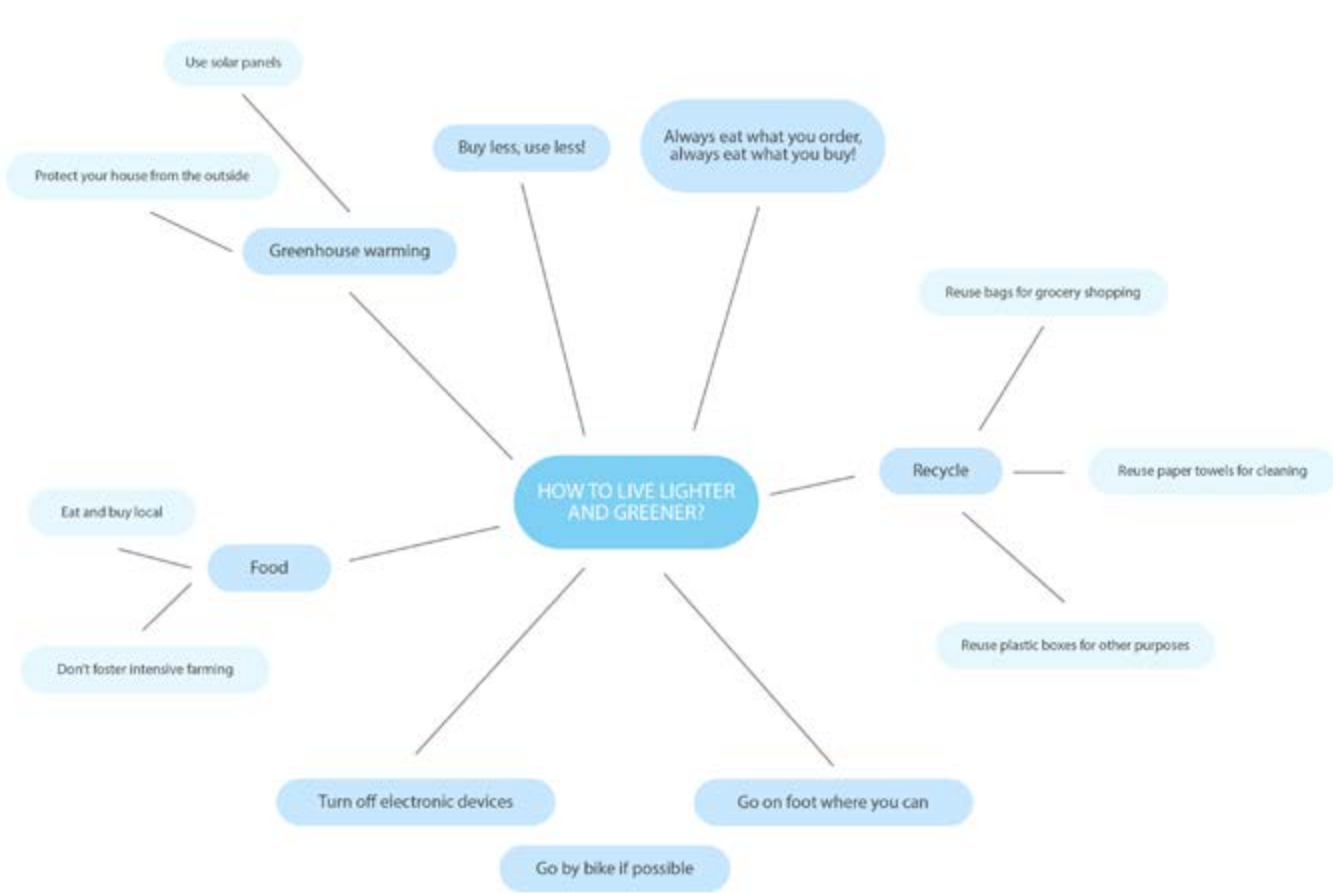 Use solar panels
Protect your house from the outside
Greenhouse warming
Buy less, use less!
Always eat what you order,
always eat what you buy!
Reuse bags for grocery shopping
Recycle
Reuse paper towels for cleaning
Reuse plastic boxes for other purposes
HOW TO LIVE LIGHTER
AND GREENER?
Eat and buy local
Food
Don't foster intensive farming
Turn off electronic devices
Go on foot where you can
Go by bike if possible